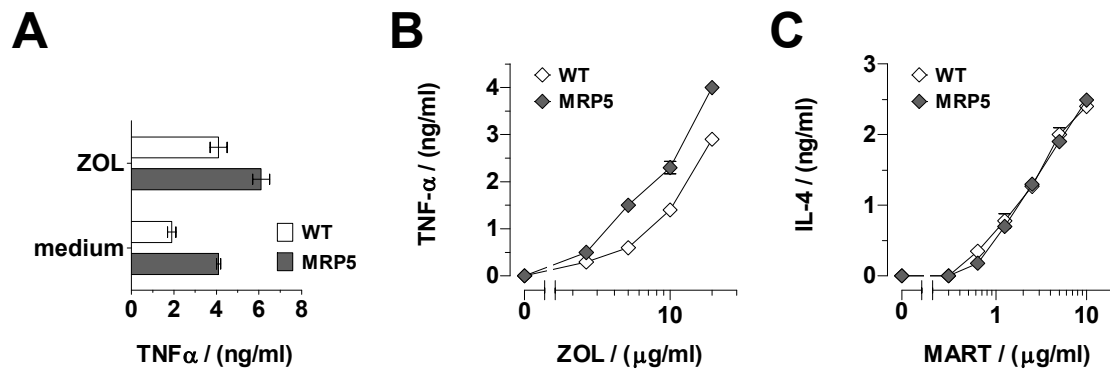 A
ZOL
medium
WT
MRP5
0 2 4 6 8
TNFα / (ng/ml)
B
TNF-α / (ng/ml)
4
3
2
1
0
WT
MRP5
0 10
ZOL / (μg/ml)
C
IL-4 / (ng/ml)
3
2
1
0
WT
MRP5
0 1 10
MART / (μg/ml)